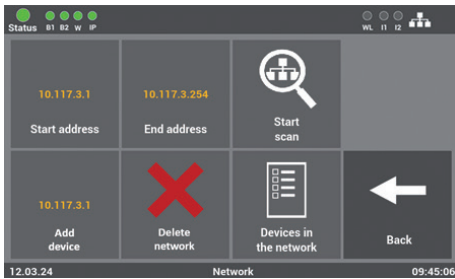 Status B1 B2 W IP WL I1 I2
10.117.3.1
Start address
10.117.3.254
End address
Start
scan
10.117.3.1
Add
device
Delete
network
Devices in
the network
Back
12.03.24 Network 09:45:06